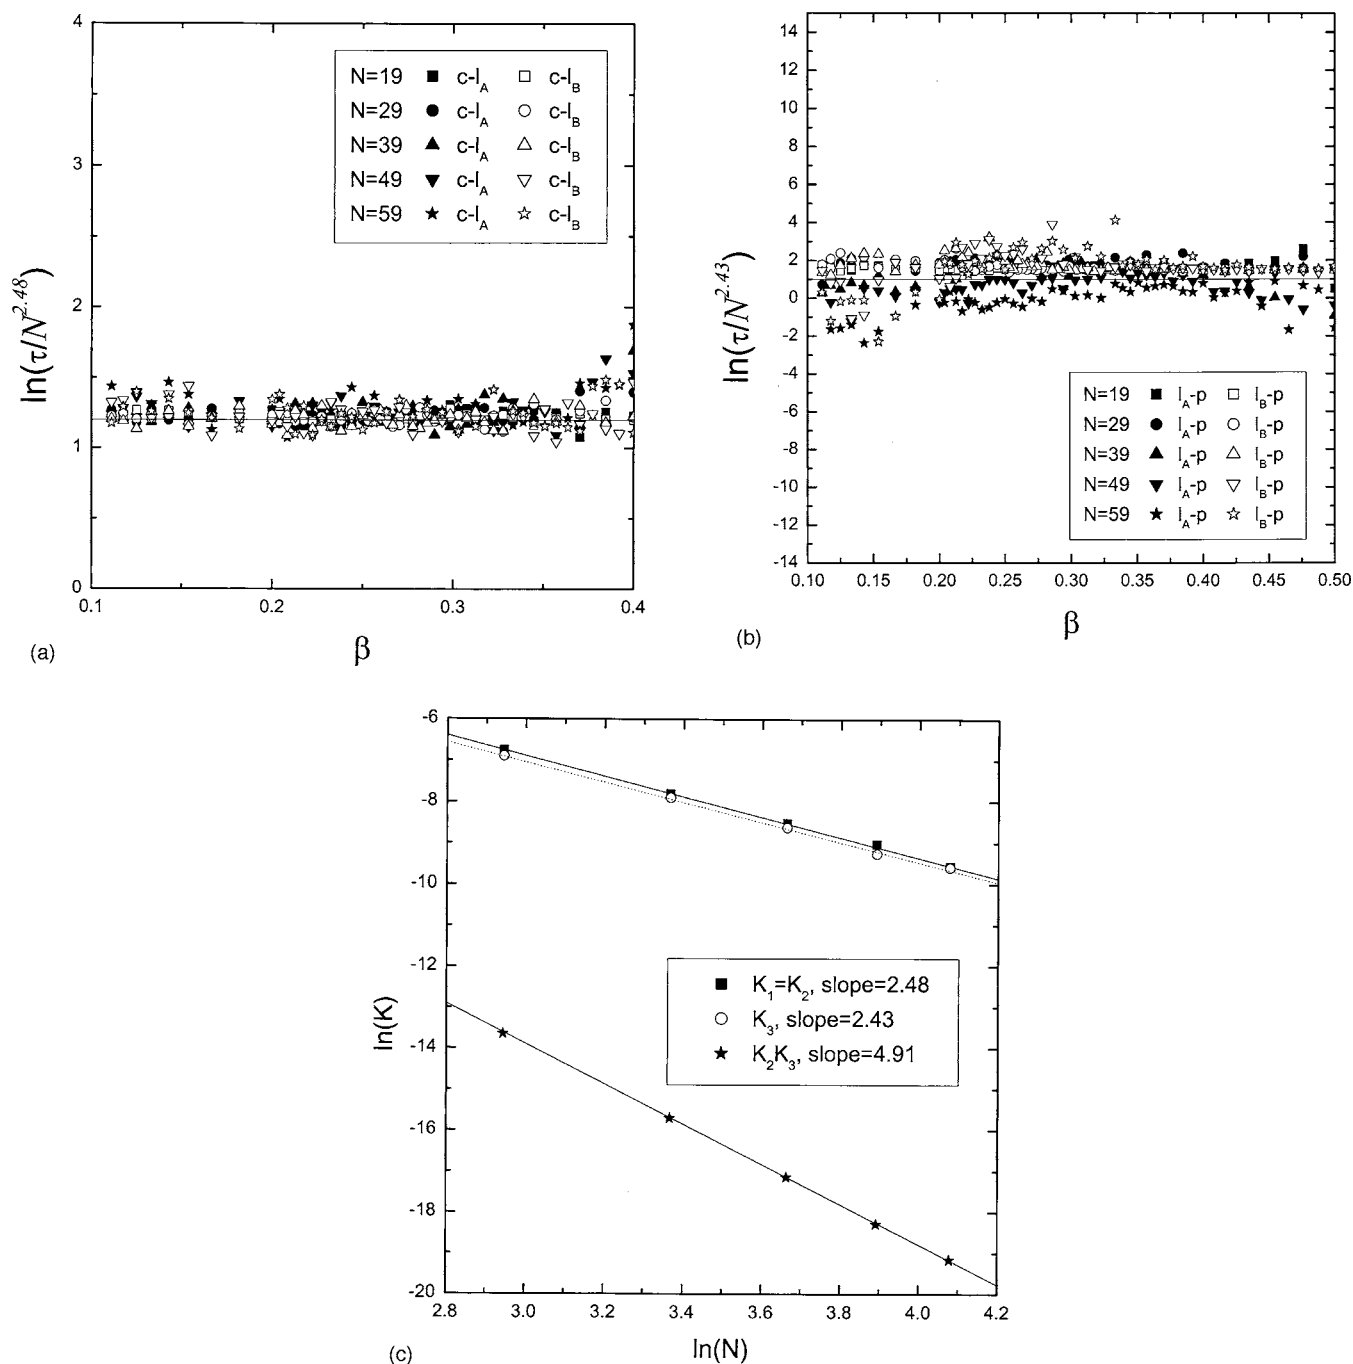 4
3
2
1
0
0.1 0.2 0.3 0.4
ln(τ/N^2.48)
β
(a)
N=19 ■ c-I_A □ c-I_B
N=29 ● c-I_A ○ c-I_B
N=39 ▲ c-I_A △ c-I_B
N=49 ▼ c-I_A ▽ c-I_B
N=59 ★ c-I_A ☆ c-I_B
14
12
10
8
6
4
2
0
-2
-4
-6
-8
-10
-12
-14
0.10 0.15 0.20 0.25 0.30 0.35 0.40 0.45 0.50
ln(τ/N^2.43)
β
(b)
N=19 ■ I_A-p □ I_B-p
N=29 ● I_A-p ○ I_B-p
N=39 ▲ I_A-p △ I_B-p
N=49 ▼ I_A-p ▽ I_B-p
N=59 ★ I_A-p ☆ I_B-p
-6
-8
-10
-12
-14
-16
-18
-20
2.8 3.0 3.2 3.4 3.6 3.8 4.0 4.2
ln(K)
ln(N)
(c)
■ K_1=K_2, slope=2.48
○ K_3, slope=2.43
★ K_2K_3, slope=4.91